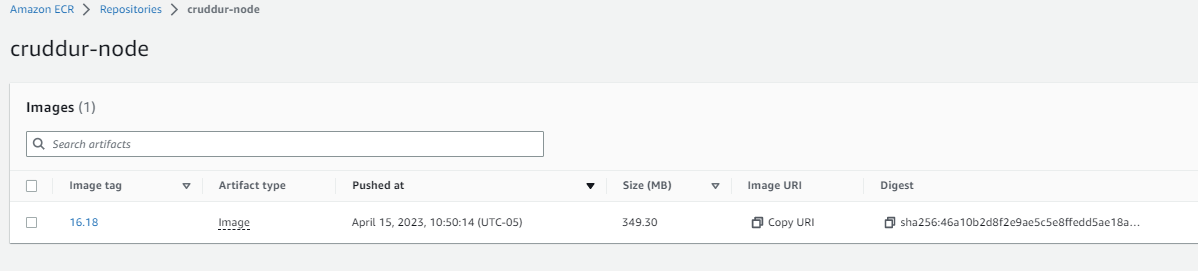 Amazon ECR > Repositories > cruddur-node
cruddur-node
Images (1)
Search artifacts
Image tag Artifact type Pushed at Size (MB) Image URI Digest
16.18 Image April 15, 2023, 10:50:14 (UTC-05) 349.30 Copy URI sha256:46a10b2d8f2e9ae5c5e8ffedd5ae18a...